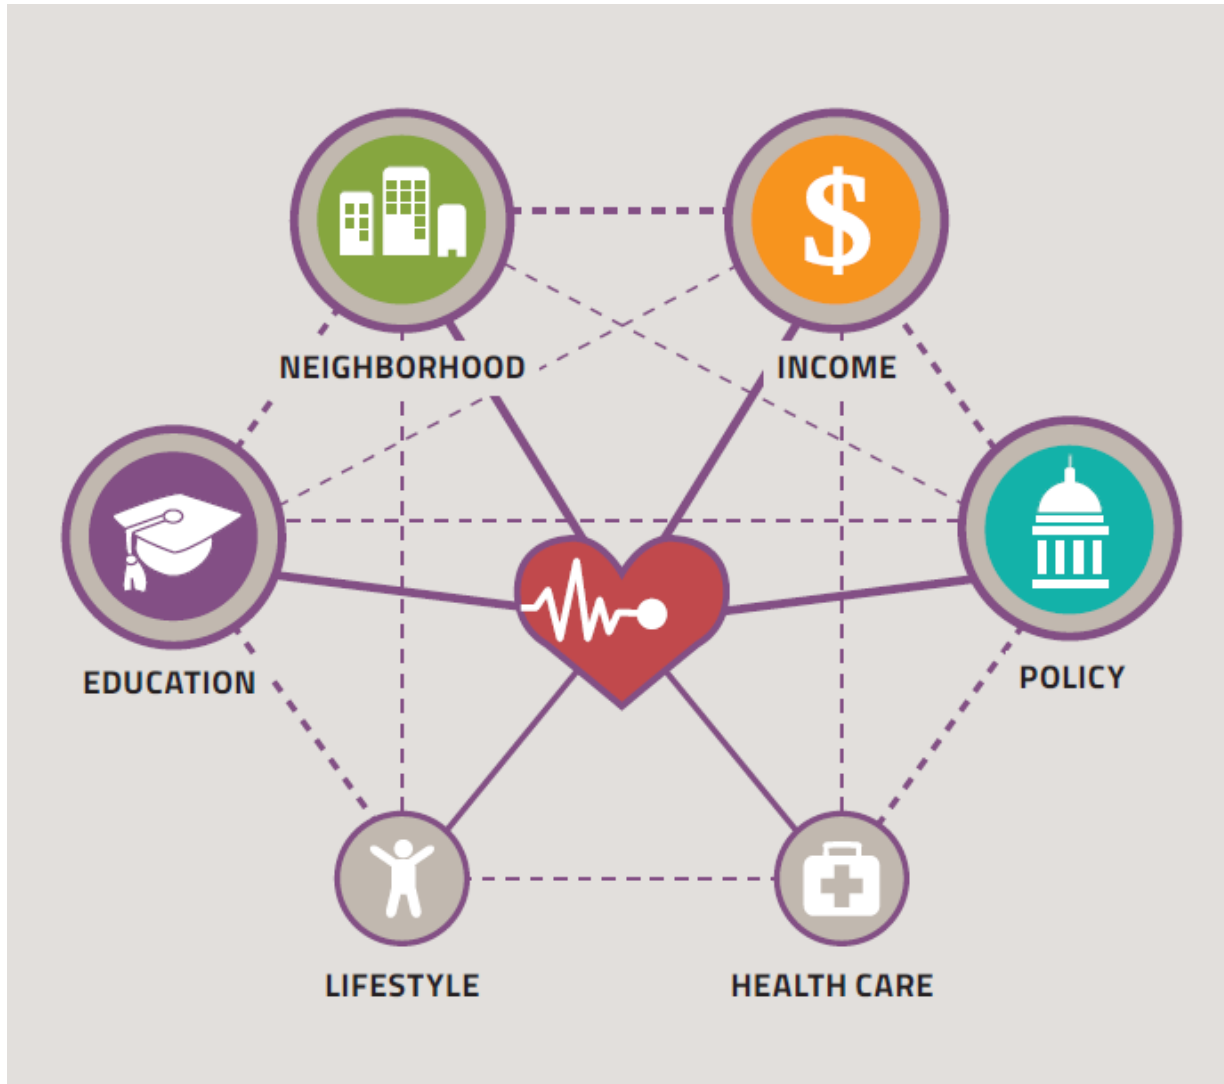 $
NEIGHBORHOOD
INCOME
EDUCATION
POLICY
LIFESTYLE
HEALTH CARE